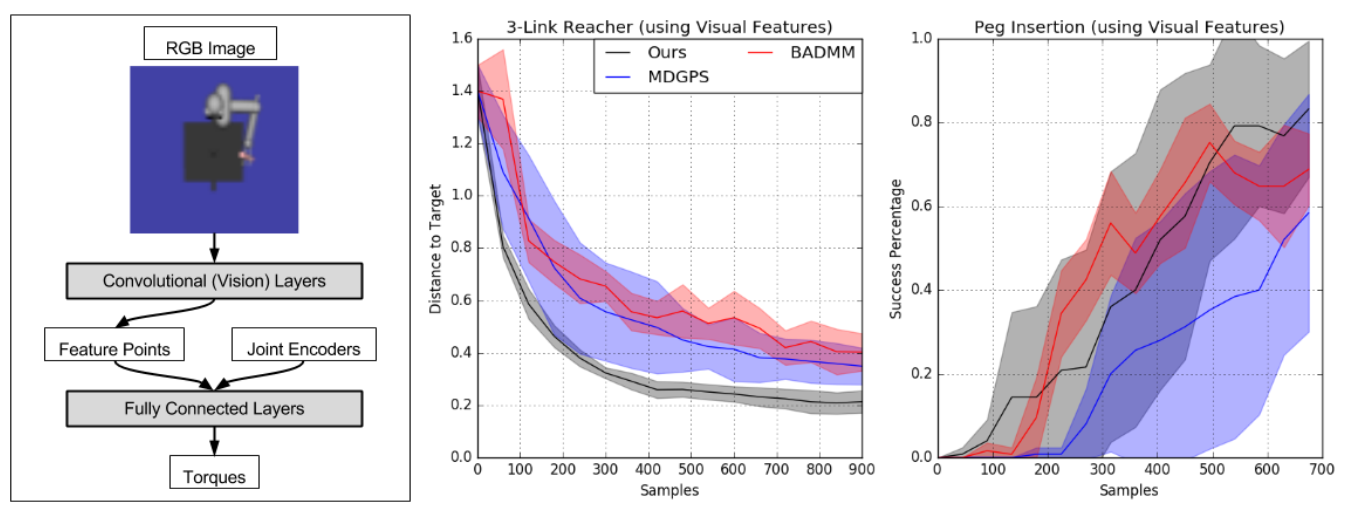 RGB Image
Convolutional (Vision) Layers
Feature Points
Joint Encoders
Fully Connected Layers
Torques
3-Link Reacher (using Visual Features)
Ours
BADMM
MDGPS
Distance to Target
1.6
1.4
1.2
1.0
0.8
0.6
0.4
0.2
0.0
0 100 200 300 400 500 600 700 800 900
Samples
Peg Insertion (using Visual Features)
Success Percentage
1.0
0.8
0.6
0.4
0.2
0.0
0 100 200 300 400 500 600 700
Samples